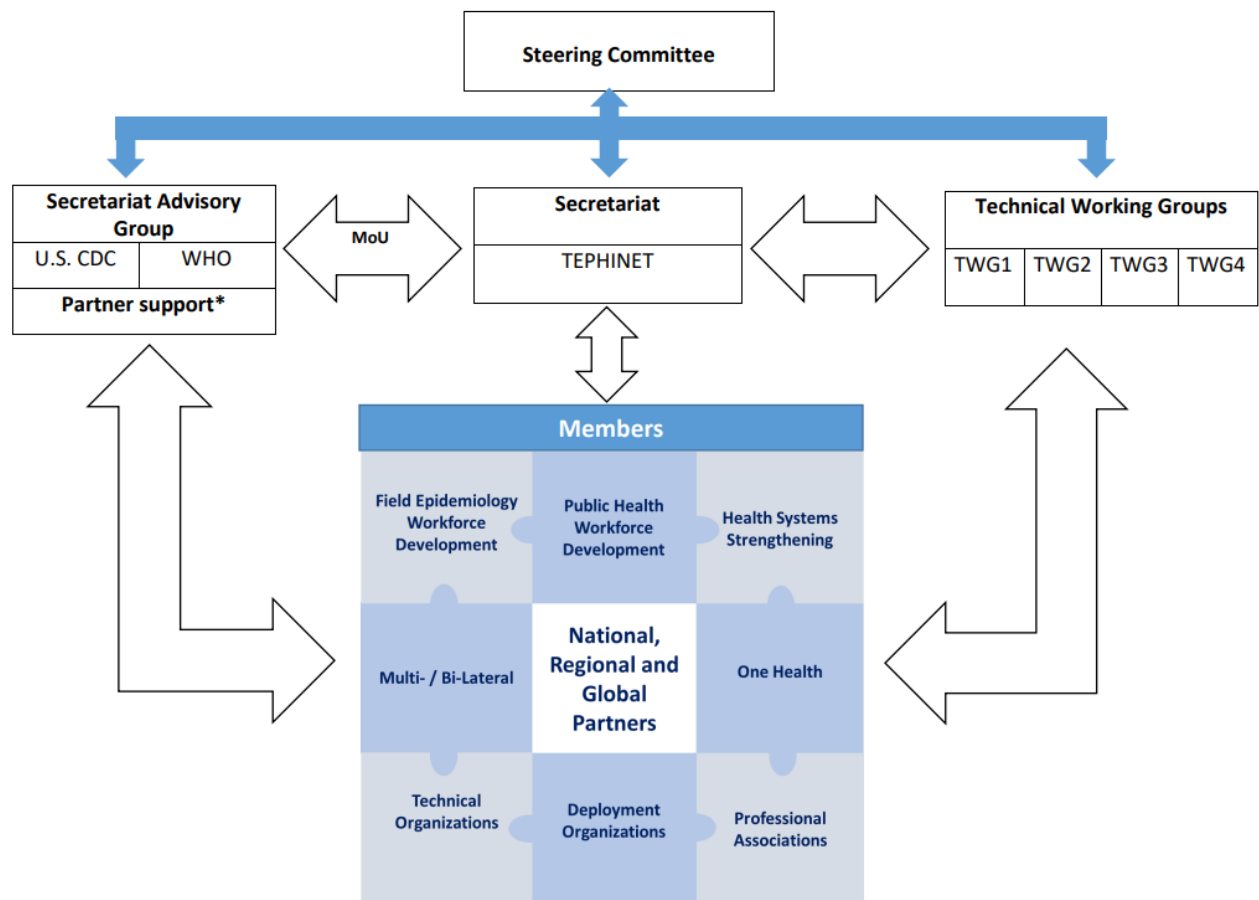 Steering Committee
Secretariat Advisory
Group
U.S. CDC
WHO
Partner support*
MoU
Secretariat
TEPHINET
Technical Working Groups
TWG1
TWG2
TWG3
TWG4
Members
Field Epidemiology
Workforce
Development
Public Health
Workforce
Development
Health Systems
Strengthening
Multi- / Bi-Lateral
National,
Regional and
Global
Partners
One Health
Technical
Organizations
Deployment
Organizations
Professional
Associations